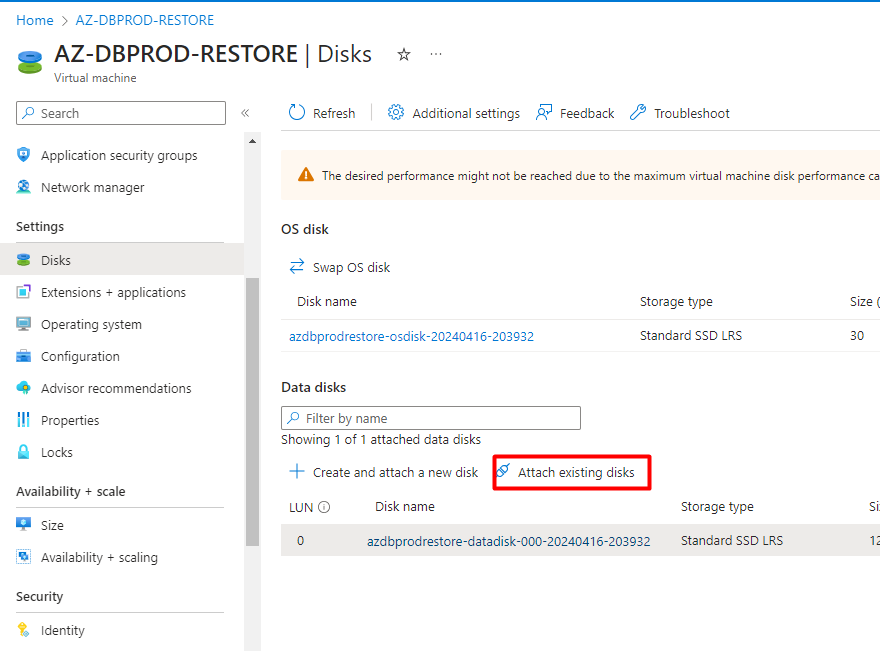 Home > AZ-DBPROD-RESTORE
AZ-DBPROD-RESTORE | Disks
Virtual machine
Search
Application security groups
Network manager
Settings
Disks
Extensions + applications
Operating system
Configuration
Advisor recommendations
Properties
Locks
Availability + scale
Size
Availability + scaling
Security
Identity
Refresh
Additional settings
Feedback
Troubleshoot
The desired performance might not be reached due to the maximum virtual machine disk performance ca
OS disk
Swap OS disk
Disk name Storage type Size (
azdbprodrestore-osdisk-20240416-203932 Standard SSD LRS 30
Data disks
Filter by name
Showing 1 of 1 attached data disks
Create and attach a new disk Attach existing disks
LUN Disk name Storage type Si
0 azdbprodrestore-datadisk-000-20240416-203932 Standard SSD LRS 12